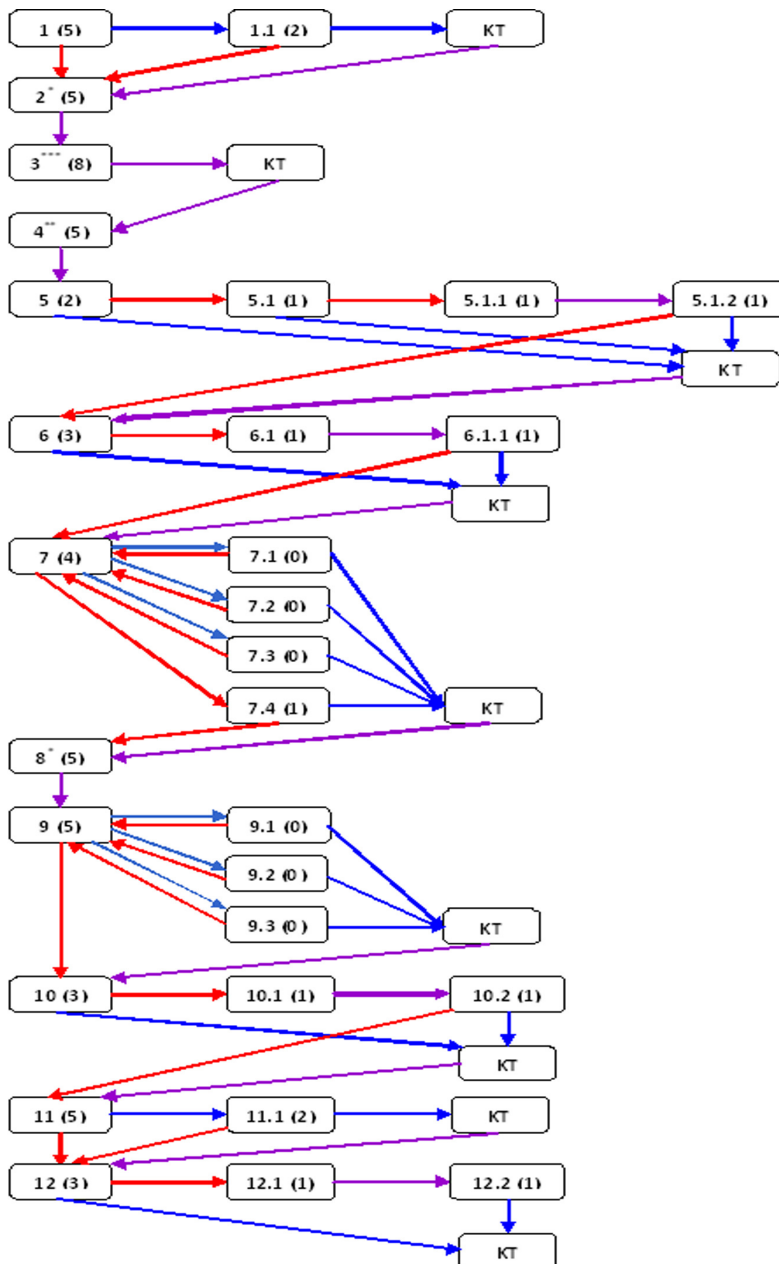 1 (5) 1.1 (2) KT
2* (5)
3*** (8) KT
4** (5)
5 (2) 5.1 (1) 5.1.1 (1) 5.1.2 (1)
KT
6 (3) 6.1 (1) 6.1.1 (1)
KT
7 (4) 7.1 (0)
7.2 (0)
7.3 (0)
7.4 (1) KT
8* (5)
9 (5) 9.1 (0)
9.2 (0)
9.3 (0) KT
10 (3) 10.1 (1) 10.2 (1)
KT
11 (5) 11.1 (2) KT
12 (3) 12.1 (1) 12.2 (1)
KT